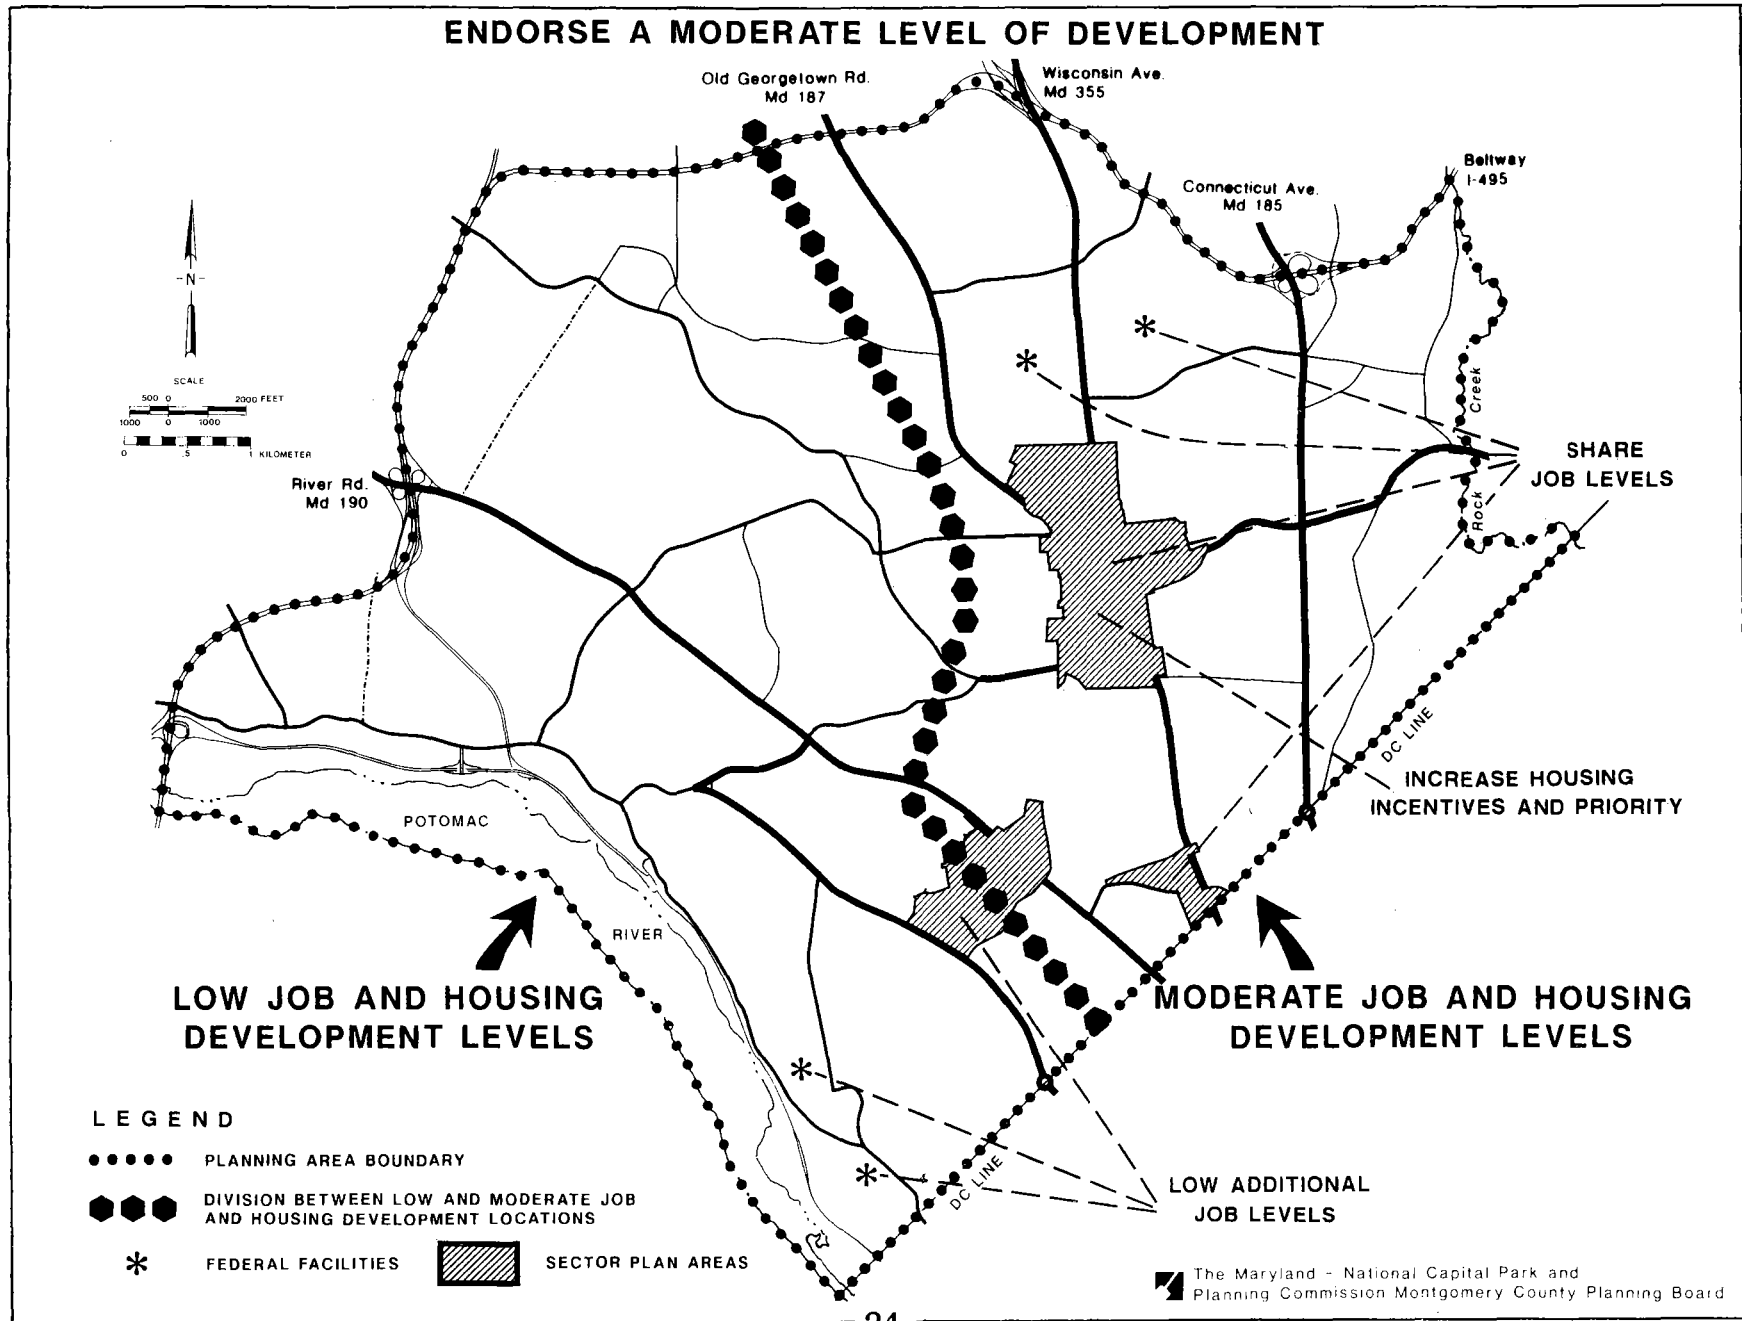 ENDORSE A MODERATE LEVEL OF DEVELOPMENT
Old Georgetown Rd.
Md 187
Wisconsin Ave.
Md 355
Connecticut Ave.
Md 185
Beltway
I-495
N
SCALE
500 0 2000 FEET
1000 0 1000
0 .5 1 KILOMETER
River Rd.
Md 190
Creek
Rock
SHARE
JOB LEVELS
DC LINE
INCREASE HOUSING
INCENTIVES AND PRIORITY
POTOMAC
RIVER
LOW JOB AND HOUSING
DEVELOPMENT LEVELS
MODERATE JOB AND HOUSING
DEVELOPMENT LEVELS
DC LINE
LOW ADDITIONAL
JOB LEVELS
LEGEND
PLANNING AREA BOUNDARY
DIVISION BETWEEN LOW AND MODERATE JOB
AND HOUSING DEVELOPMENT LOCATIONS
FEDERAL FACILITIES
SECTOR PLAN AREAS
The Maryland - National Capital Park and
Planning Commission Montgomery County Planning Board